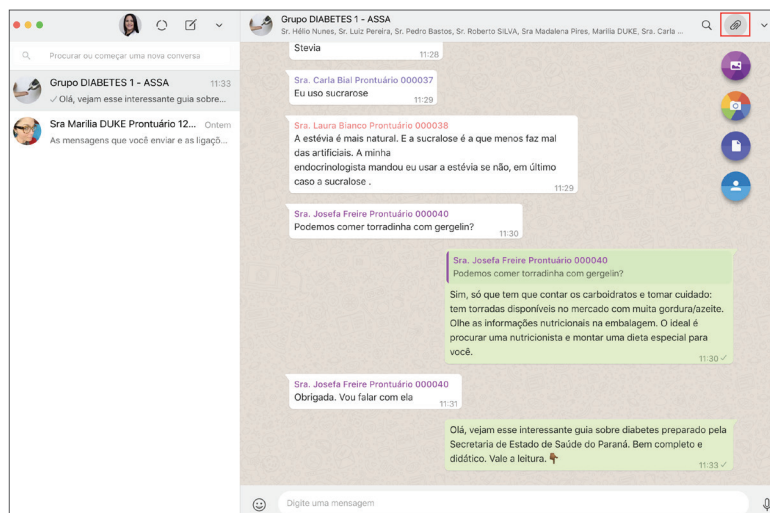 Grupo DIABETES 1 - ASSA
Sr. Hélio Nunes, Sr. Luiz Pereira, Sr. Pedro Bastos, Sr. Roberto SILVA, Sra Madalena Pires, Marília DUKE, Sra. Carla ...
Procurar ou começar uma nova conversa
Grupo DIABETES 1 - ASSA 11:33
Olá, vejam esse interessante guia sobre...
Sra Marilia DUKE Prontuário 12... Ontem
As mensagens que você enviar e as ligaçõ...
Stevia
11:28
Sra. Carla Bial Prontuário 000037
Eu uso sucrarose
11:29
Sra. Laura Bianco Prontuário 000038
A estévia é mais natural. E a sucralose é a que menos faz mal
das artificiais. A minha
endocrinologista mandou eu usar a estévia se não, em último
caso a sucralose .
11:29
Sra. Josefa Freire Prontuário 000040
Podemos comer torradinha com gergelin?
11:30
Sra. Josefa Freire Prontuário 000040
Podemos comer torradinha com gergelin?
Sim, só que tem que contar os carboidratos e tomar cuidado:
tem torradas disponíveis no mercado com muita gordura/azeite.
Olhe as informações nutricionais na embalagem. O ideal é
procurar uma nutricionista e montar uma dieta especial para
você.
11:30
Sra. Josefa Freire Prontuário 000040
Obrigada. Vou falar com ela
11:31
Olá, vejam esse interessante guia sobre diabetes preparado pela
Secretaria de Estado de Saúde do Paraná. Bem completo e
didático. Vale a leitura.
11:33
Digite uma mensagem